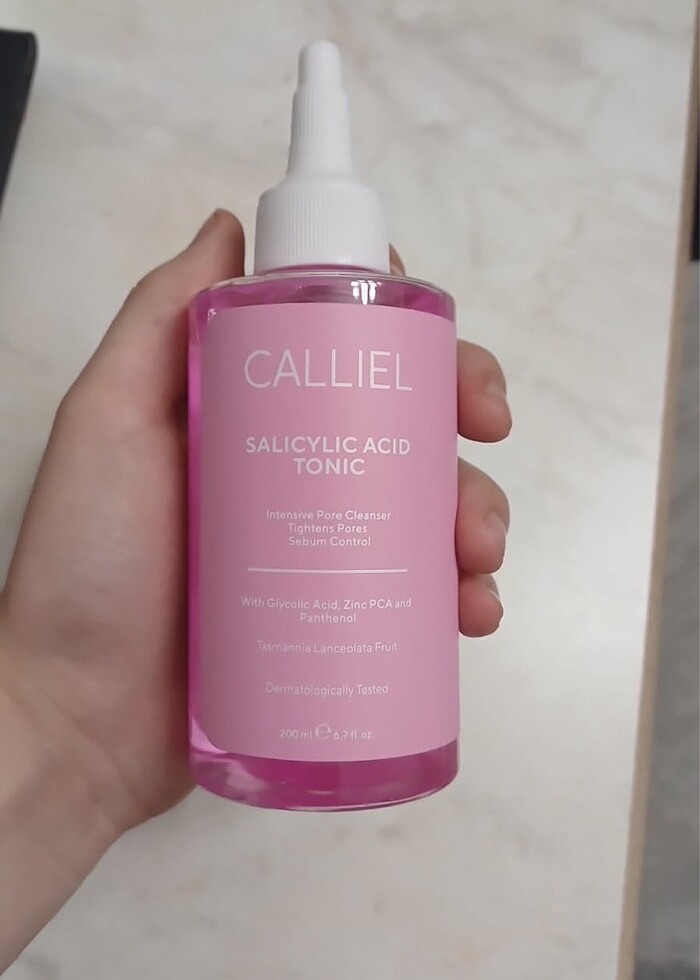 CALLIEL
SALICYLIC ACID
TONIC
Intensive Pore Cleanser
Tightens Pores
Sebum Control
With Glycolic Acid, Zinc PCA and
Panthenol
Tasmannia Lanceolata Fruit
Dermatologically Tested
200 ml ℮ 6.7 fl. oz.